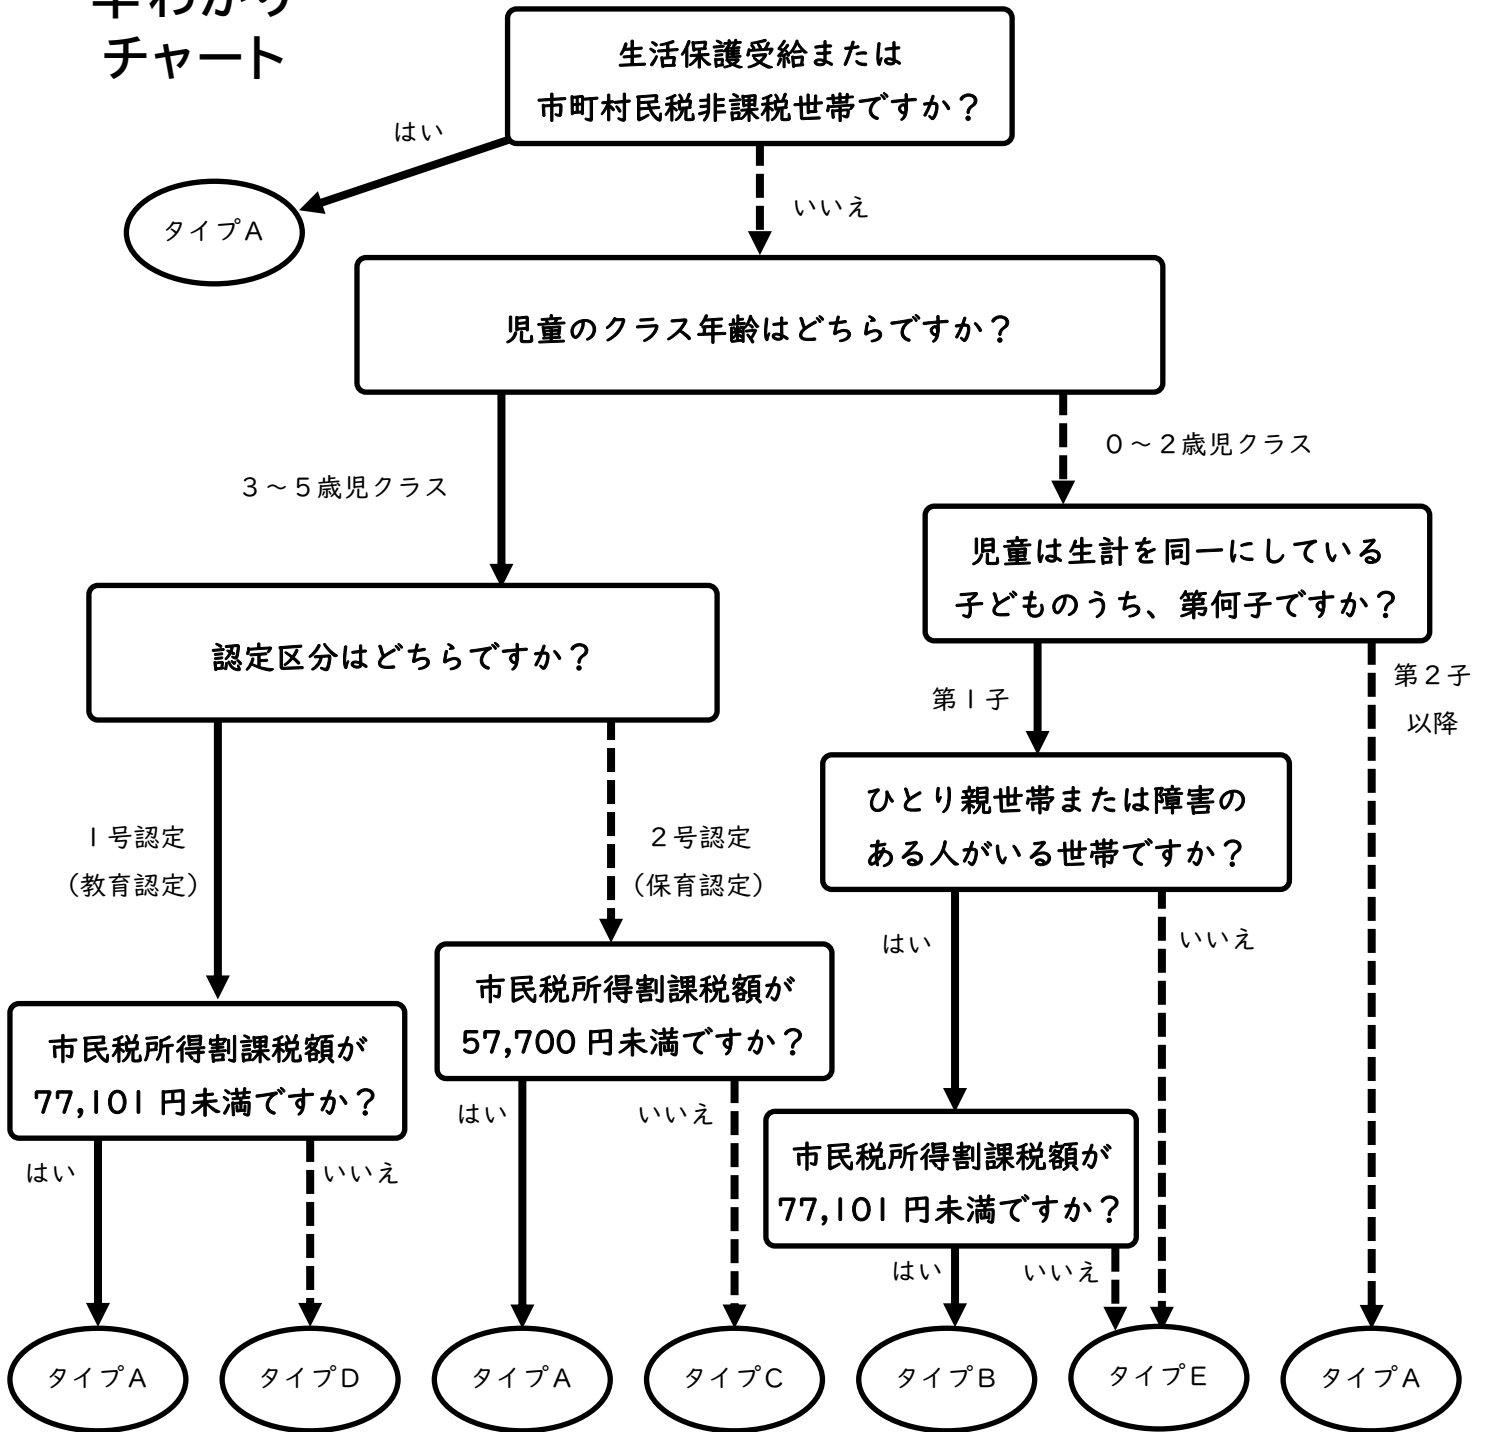 早わかり
チャート
生活保護受給または
市町村民税非課税世帯ですか？
はい
いいえ
タイプA
児童のクラス年齢はどちらですか？
3～5歳児クラス
0～2歳児クラス
児童は生計を同一にしている
子どものうち、第何子ですか？
認定区分はどちらですか？
第1子
第2子
以降
ひとり親世帯または障害の
ある人がいる世帯ですか？
1号認定
（教育認定）
2号認定
（保育認定）
はい
いいえ
市民税所得割課税額が
57,700円未満ですか？
市民税所得割課税額が
77,101円未満ですか？
はい
いいえ
市民税所得割課税額が
77,101円未満ですか？
はい
いいえ
はい
いいえ
タイプA
タイプD
タイプA
タイプC
タイプB
タイプE
タイプA